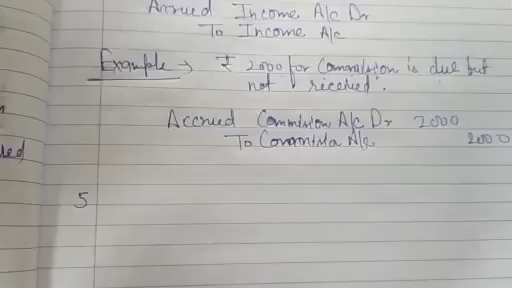 Accrued Income A/c Dr
To Income A/c
Example → ₹ 2000 for Commission is due but
not received.
Accrued Commission A/c Dr 2000
To Commission A/c 2000
5